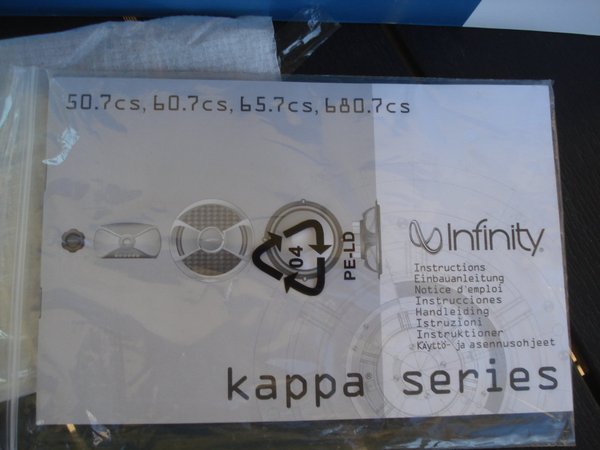 50.7cs, 60.7cs, 65.7cs, 680.7cs
04
PE-LD
Infinity®
Instructions
Einbauanleitung
Notice d'emploi
Instrucciones
Handleiding
Istruzioni
Instruktioner
Käyttö- ja asennusohjeet
kappa series